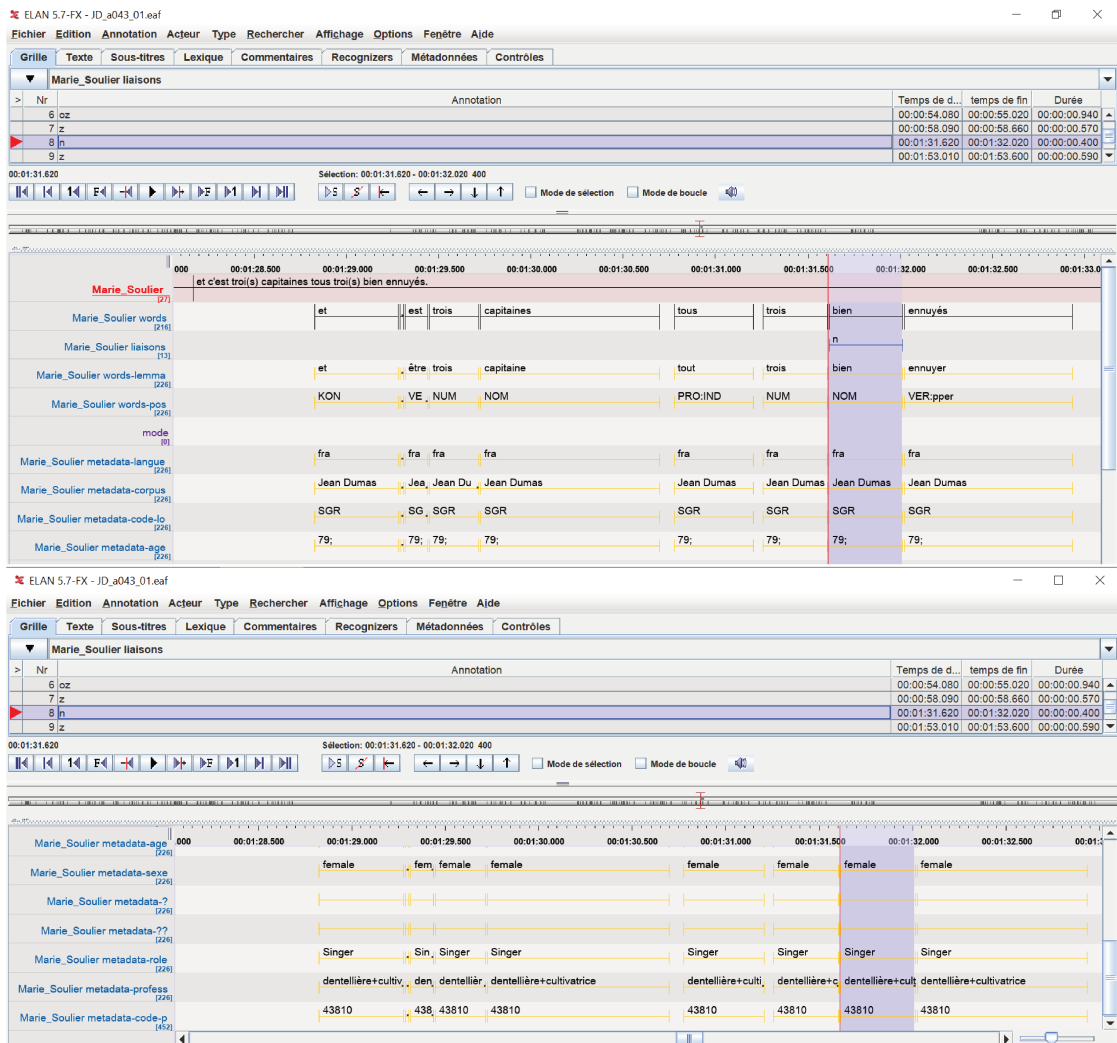 ELAN 5.7-FX - JD_a043_01.eaf
Fichier Edition Annotation Acteur Type Rechercher Affichage Options Fenêtre Aide
Grille Texte Sous-titres Lexique Commentaires Recognizers Métadonnées Contrôles
Marie_Soulier liaisons
> Nr Annotation Temps de d... temps de fin Durée
6 oz 00:00:54.080 00:00:55.020 00:00:00.940
7 z 00:00:58.090 00:00:58.660 00:00:00.570
8 n 00:01:31.620 00:01:32.020 00:00:00.400
9 z 00:01:53.010 00:01:53.600 00:00:00.590
00:01:31.620 Sélection: 00:01:31.620 - 00:01:32.020 400
Mode de sélection Mode de boucle
000 00:01:28.500 00:01:29.000 00:01:29.500 00:01:30.000 00:01:30.500 00:01:31.000 00:01:31.500 00:01:32.000 00:01:32.500 00:01:33.0
Marie_Soulier [27] et c'est troi(s) capitaines tous troi(s) bien ennuyés.
Marie_Soulier words [216] et est trois capitaines tous trois bien ennuyés
Marie_Soulier liaisons [13] n
Marie_Soulier words-lemma [226] et être trois capitaine tout trois bien ennuyer
Marie_Soulier words-pos [226] KON VE NUM NOM PRO:IND NUM NOM VER:pper
mode [0]
Marie_Soulier metadata-langue [226] fra fra fra fra fra fra fra fra
Marie_Soulier metadata-corpus [226] Jean Dumas Jea Jean Du Jean Dumas Jean Dumas Jean Dumas Jean Dumas Jean Dumas
Marie_Soulier metadata-code-lo [226] SGR SG SGR SGR SGR SGR SGR SGR
Marie_Soulier metadata-age [226] 79; 79; 79; 79; 79; 79; 79; 79;
ELAN 5.7-FX - JD_a043_01.eaf
Fichier Edition Annotation Acteur Type Rechercher Affichage Options Fenêtre Aide
Grille Texte Sous-titres Lexique Commentaires Recognizers Métadonnées Contrôles
Marie_Soulier liaisons
> Nr Annotation Temps de d... temps de fin Durée
6 oz 00:00:54.080 00:00:55.020 00:00:00.940
7 z 00:00:58.090 00:00:58.660 00:00:00.570
8 n 00:01:31.620 00:01:32.020 00:00:00.400
9 z 00:01:53.010 00:01:53.600 00:00:00.590
00:01:31.620 Sélection: 00:01:31.620 - 00:01:32.020 400
Mode de sélection Mode de boucle
Marie_Soulier metadata-age [226] .000 00:01:28.500 00:01:29.000 00:01:29.500 00:01:30.000 00:01:30.500 00:01:31.000 00:01:31.500 00:01:32.000 00:01:32.500 00:01:
Marie_Soulier metadata-sexe [226] female fem female female female female female female
Marie_Soulier metadata-? [226]
Marie_Soulier metadata-?? [226]
Marie_Soulier metadata-role [226] Singer Sin Singer Singer Singer Singer Singer Singer
Marie_Soulier metadata-profess [226] dentellière+cultiv den dentellièr dentellière+cultivatrice dentellière+culti dentellière+c dentellière+cult dentellière+cultivatrice
Marie_Soulier metadata-code-p [452] 43810 438 43810 43810 43810 43810 43810 43810